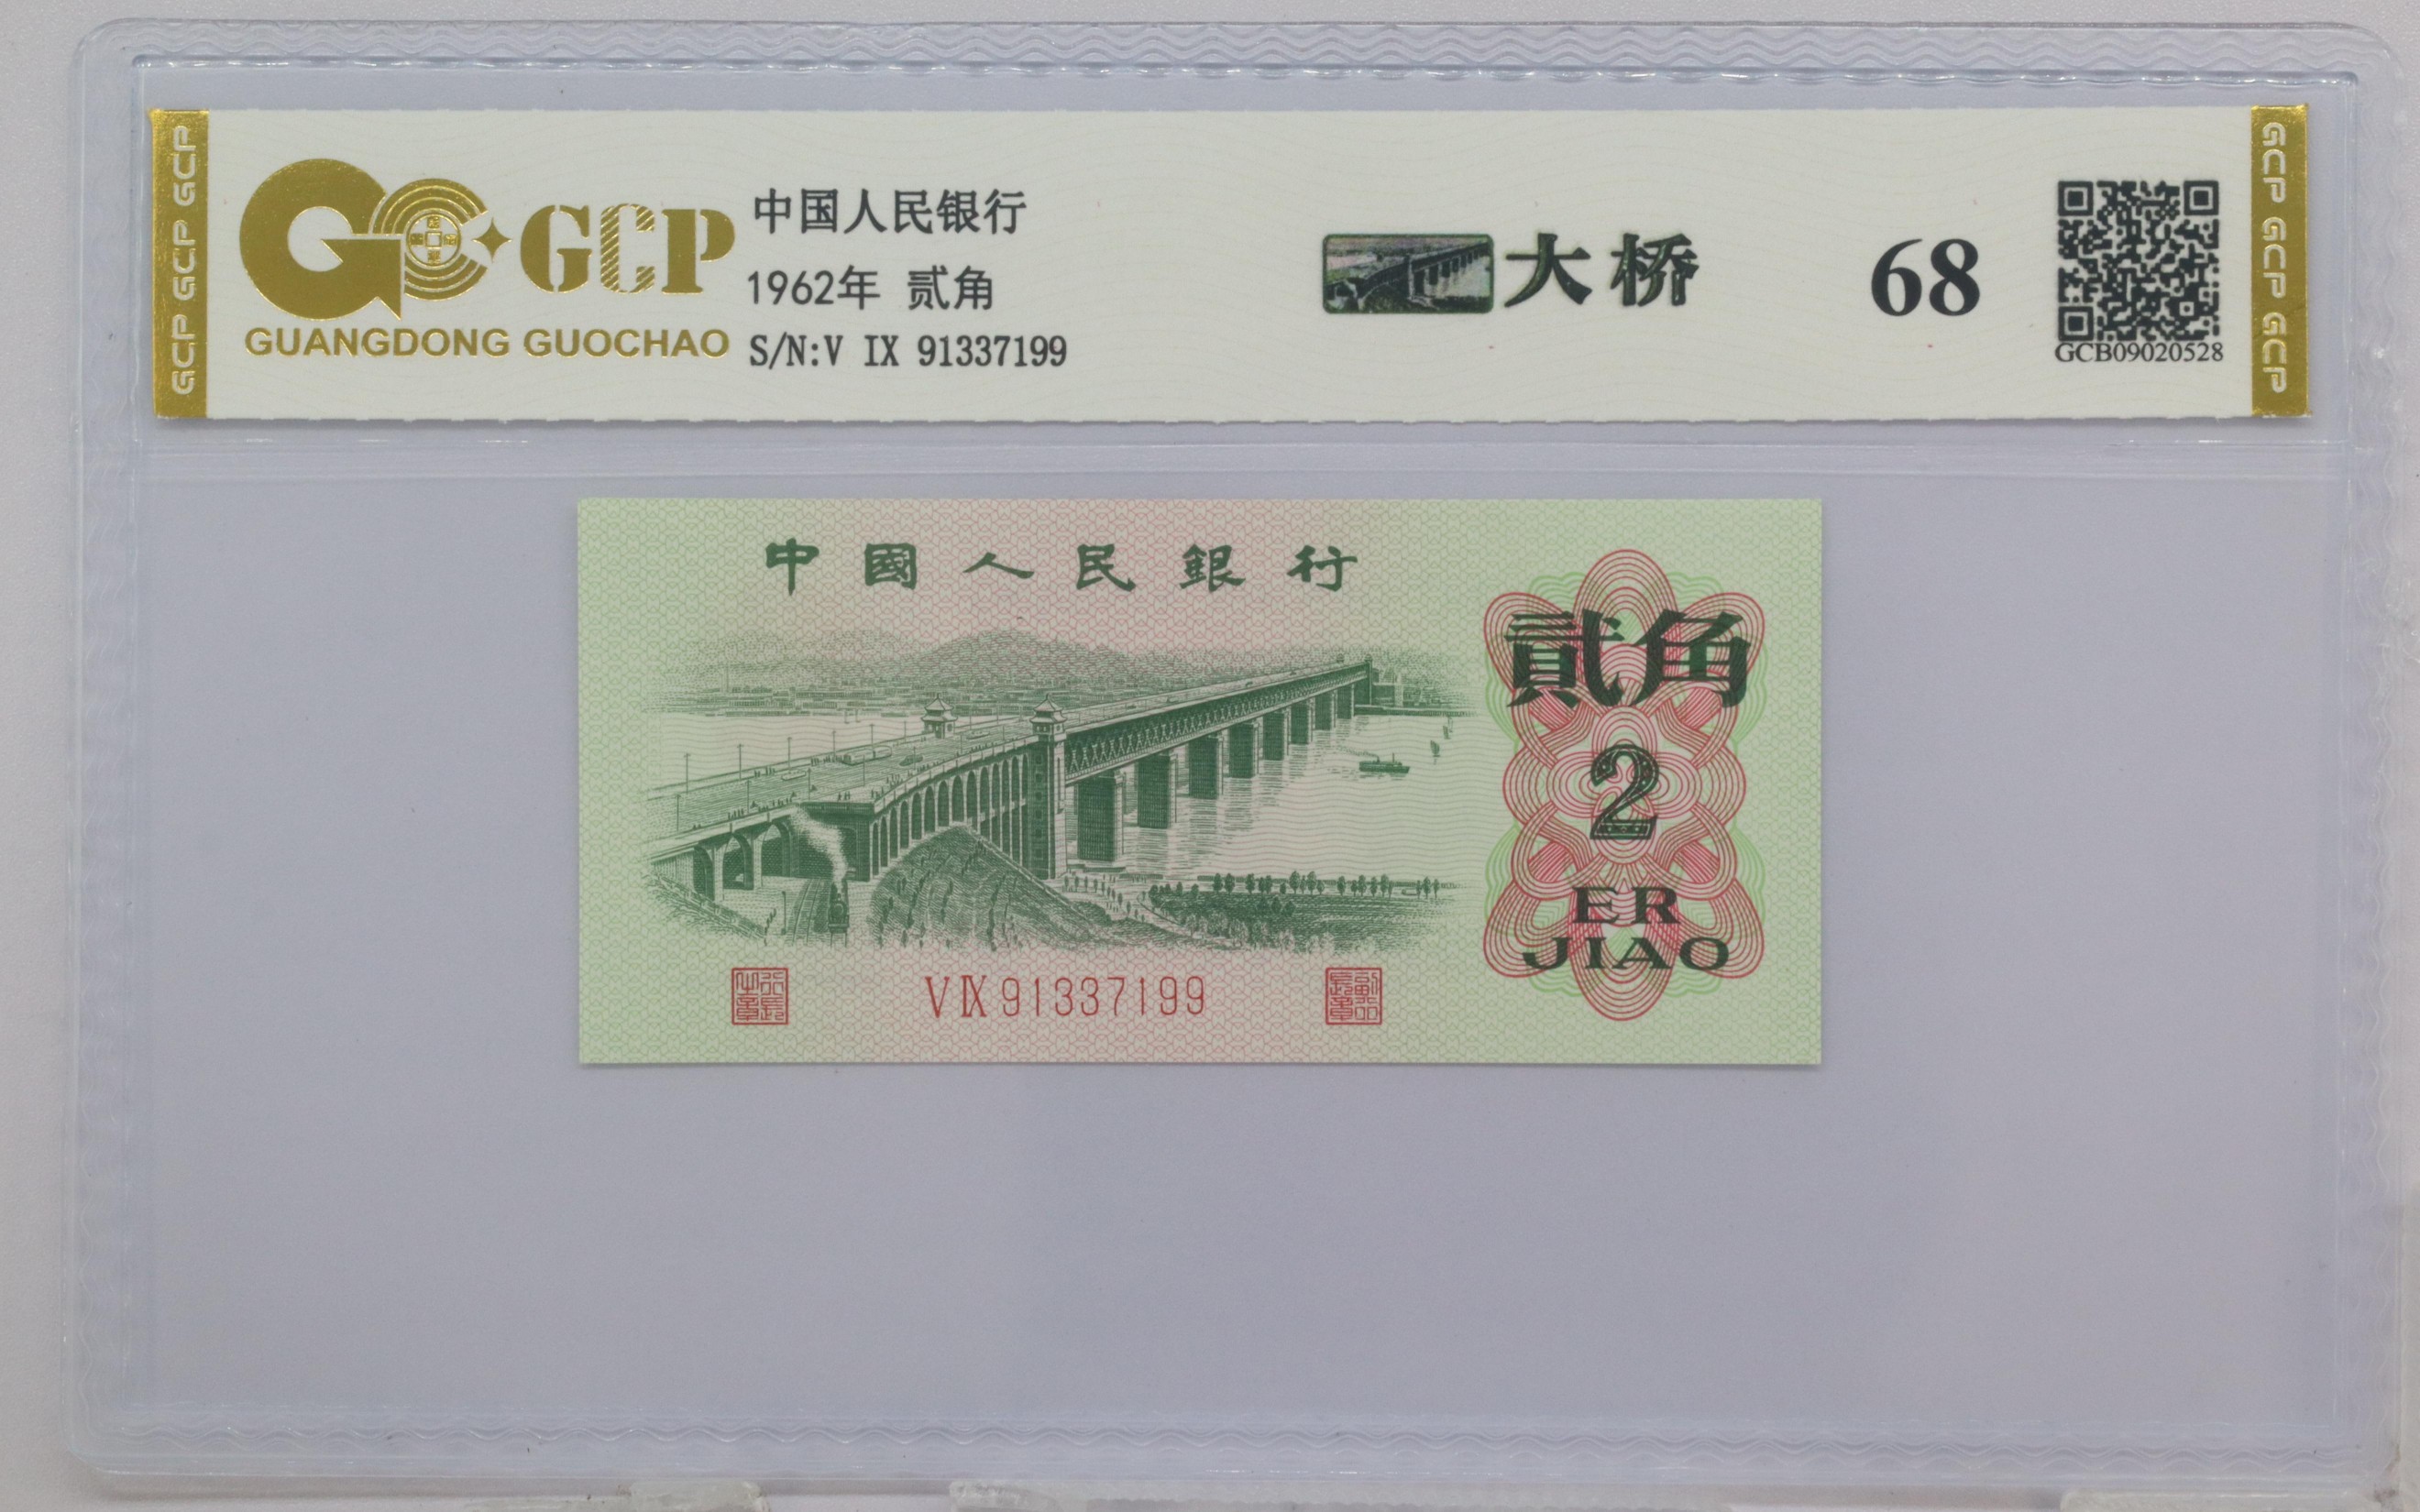 GCP GCP GCP
GCP
GUANGDONG GUOCHAO
中国人民银行
1962年 贰角
S/N:V IX 91337199
大桥
68
GCB09020528
GCP GCP GCP
中國人民銀行
貳角
2
ER
JIAO
V IX 91337199